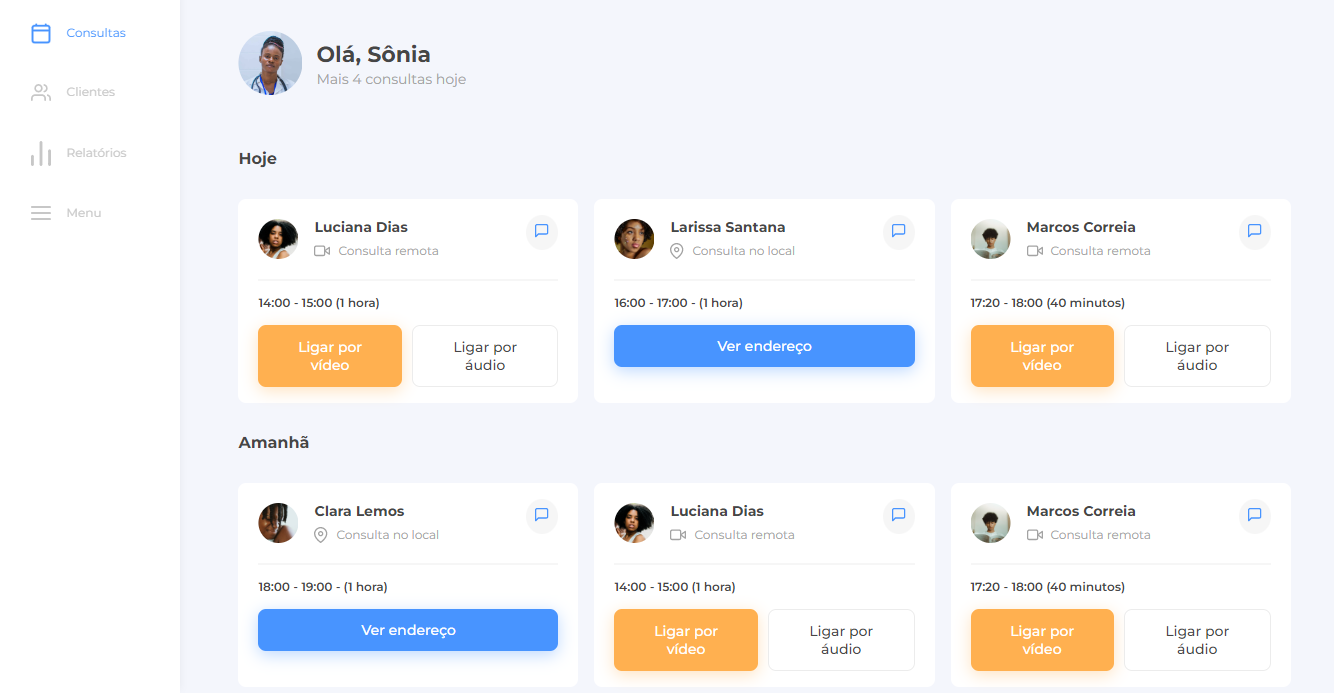 Consultas
Clientes
Relatórios
Menu
Olá, Sônia
Mais 4 consultas hoje
Hoje
Luciana Dias
Consulta remota
14:00 - 15:00 (1 hora)
Ligar por
vídeo
Ligar por
áudio
Larissa Santana
Consulta no local
16:00 - 17:00 - (1 hora)
Ver endereço
Marcos Correia
Consulta remota
17:20 - 18:00 (40 minutos)
Ligar por
vídeo
Ligar por
áudio
Amanhã
Clara Lemos
Consulta no local
18:00 - 19:00 - (1 hora)
Ver endereço
Luciana Dias
Consulta remota
14:00 - 15:00 (1 hora)
Ligar por
vídeo
Ligar por
áudio
Marcos Correia
Consulta remota
17:20 - 18:00 (40 minutos)
Ligar por
vídeo
Ligar por
áudio